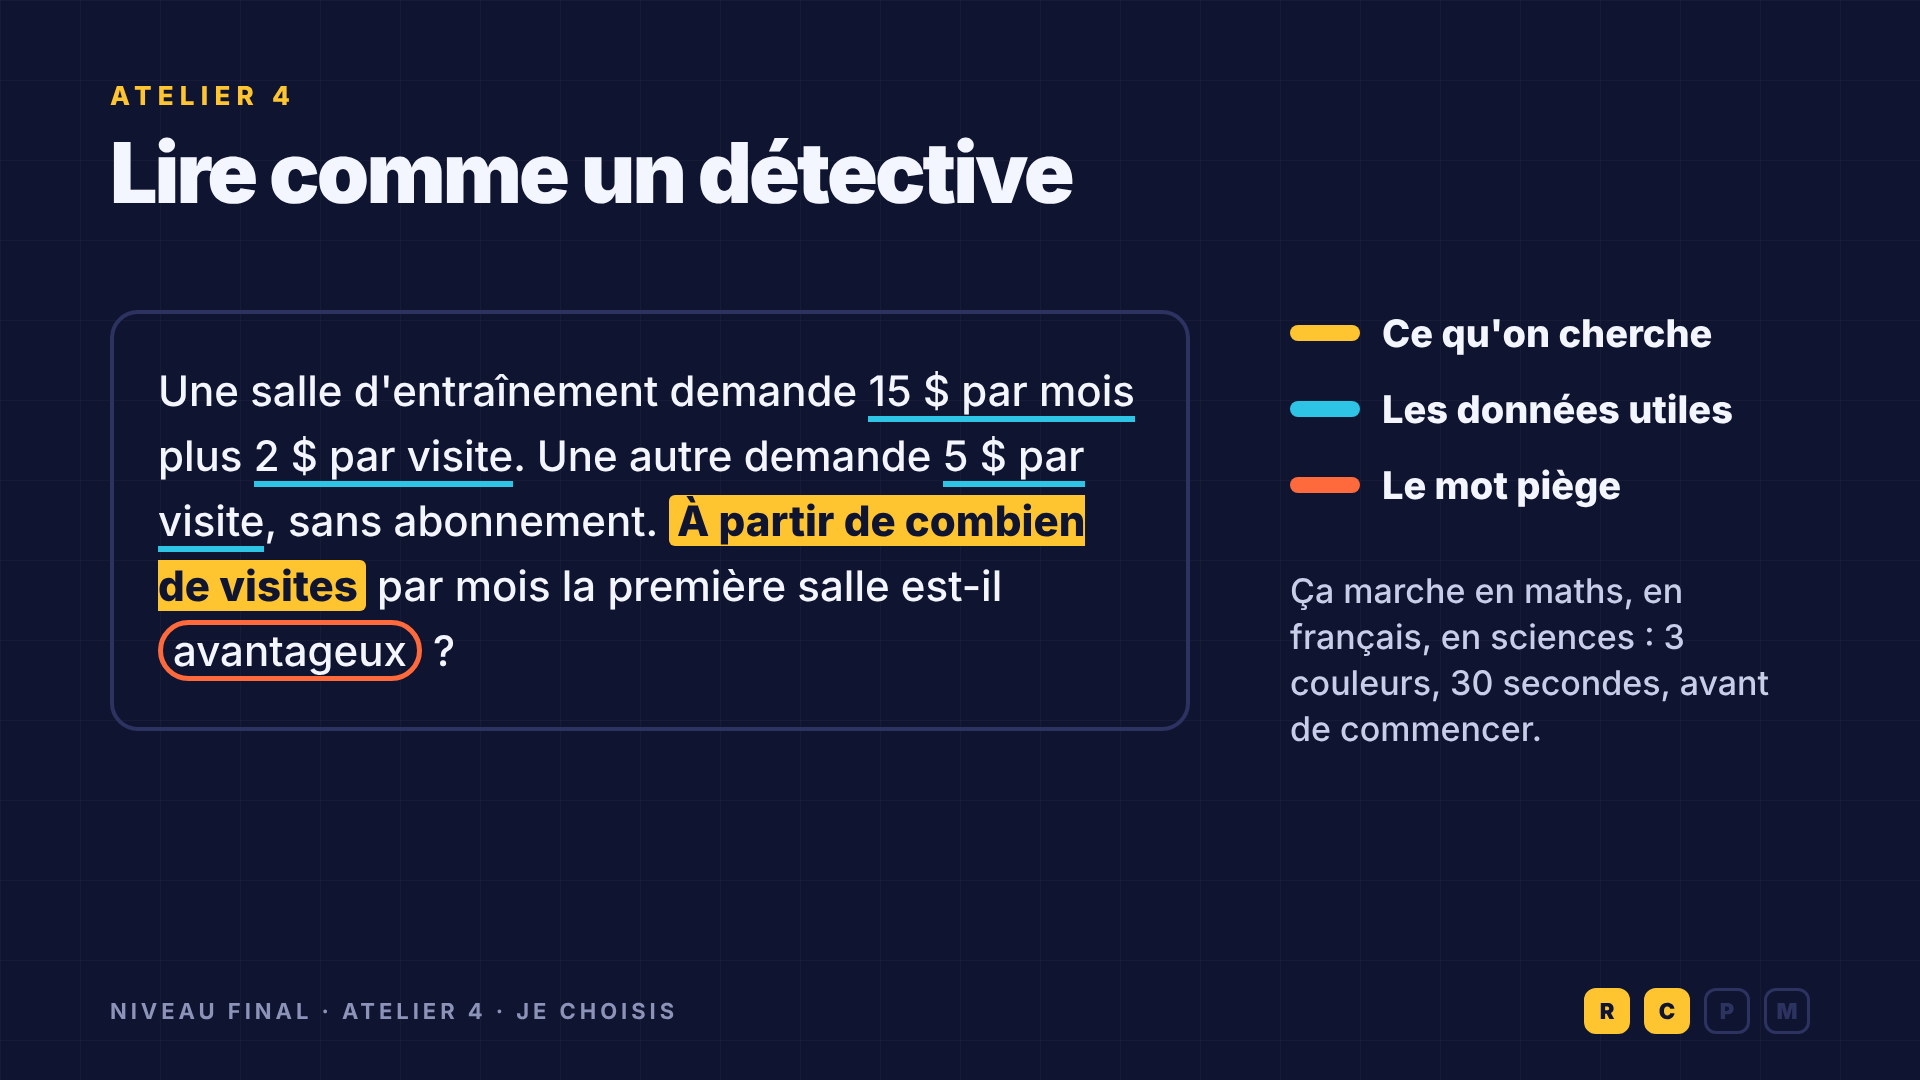 ATELIER 4
Lire comme un détective
Une salle d'entraînement demande 15 $ par mois
plus 2 $ par visite. Une autre demande 5 $ par
visite, sans abonnement. À partir de combien
de visites par mois la première salle est-il
avantageux ?
Ce qu'on cherche
Les données utiles
Le mot piège
Ça marche en maths, en
français, en sciences : 3
couleurs, 30 secondes, avant
de commencer.
NIVEAU FINAL · ATELIER 4 · JE CHOISIS
R C P M